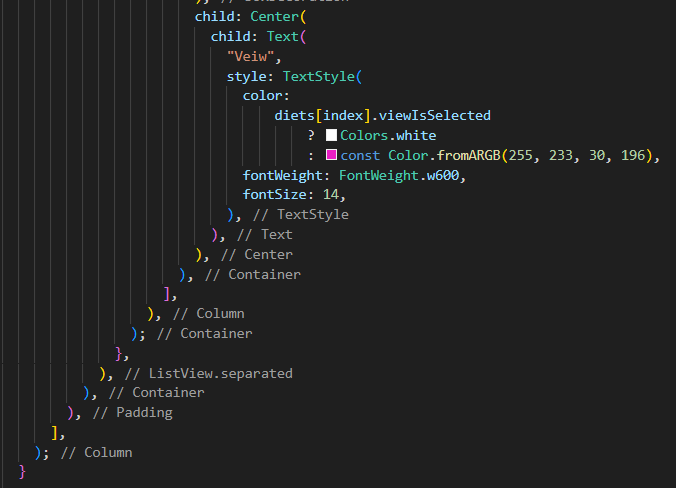 child: Center(
child: Text(
"Veiw",
style: TextStyle(
color:
diets[index].viewIsSelected
? Colors.white
: const Color.fromARGB(255, 233, 30, 196),
fontWeight: FontWeight.w600,
fontSize: 14,
), // TextStyle
), // Text
), // Center
), // Container
],
), // Column
); // Container
},
), // ListView.separated
), // Container
), // Padding
],
); // Column
}